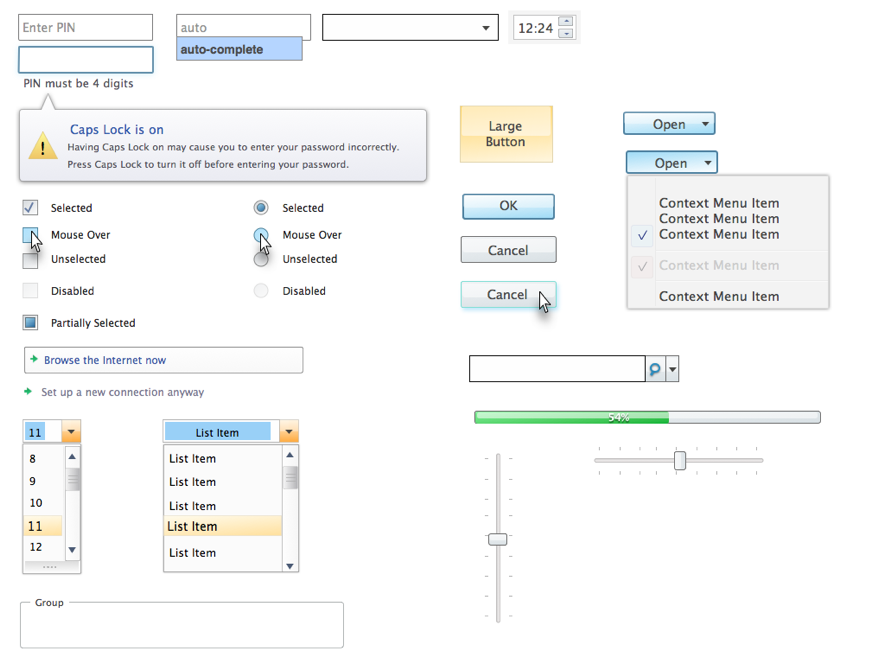 Enter PIN
auto
12:24
auto-complete
PIN must be 4 digits
Caps Lock is on
Having Caps Lock on may cause you to enter your password incorrectly.
Press Caps Lock to turn it off before entering your password.
Large
Button
Open
Open
Selected
Selected
OK
Context Menu Item
Context Menu Item
Context Menu Item
Mouse Over
Mouse Over
Cancel
Unselected
Unselected
Context Menu Item
Disabled
Disabled
Cancel
Context Menu Item
Partially Selected
Browse the Internet now
Set up a new connection anyway
54%
11
List Item
8
List Item
9
List Item
10
List Item
11
List Item
12
List Item
Group